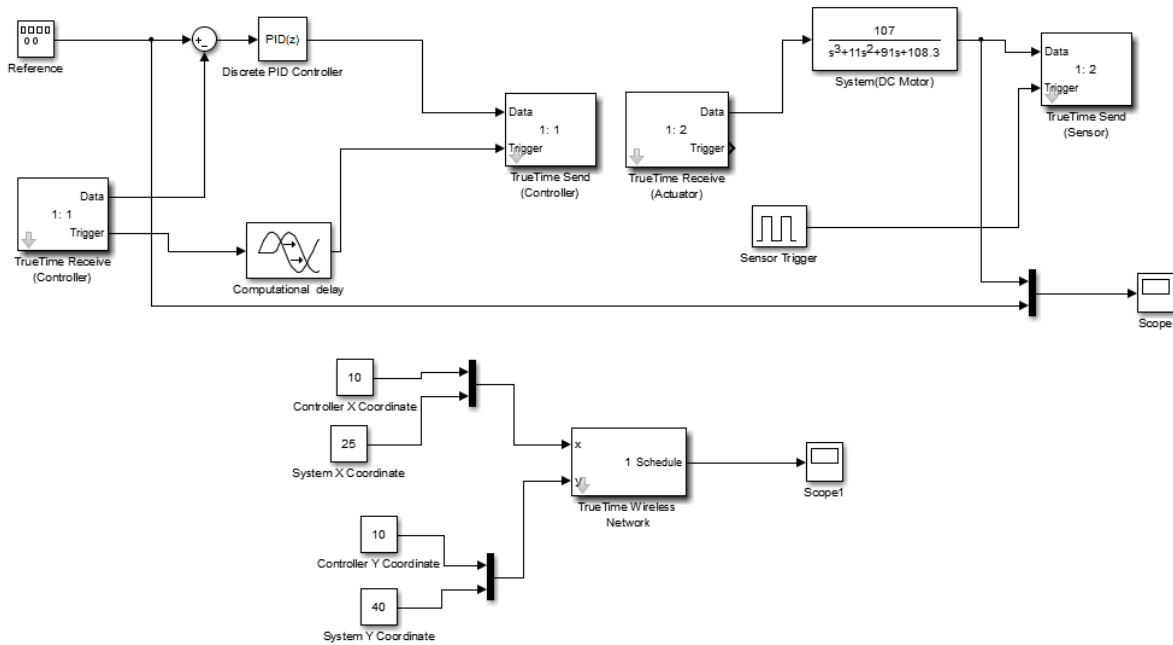 Reference
+
−
PID(z)
Discrete PID Controller
107
s3+11s2+91s+108.3
System(DC Motor)
Data
1: 2
Trigger
TrueTime Send
(Sensor)
Data
1: 1
Trigger
TrueTime Send
(Controller)
Data
1: 2
Trigger
TrueTime Receive
(Actuator)
Data
1: 1
Trigger
TrueTime Receive
(Controller)
Computational delay
Sensor Trigger
Scope
10
Controller X Coordinate
25
System X Coordinate
x
1 Schedule
y
TrueTime Wireless
Network
Scope1
10
Controller Y Coordinate
40
System Y Coordinate